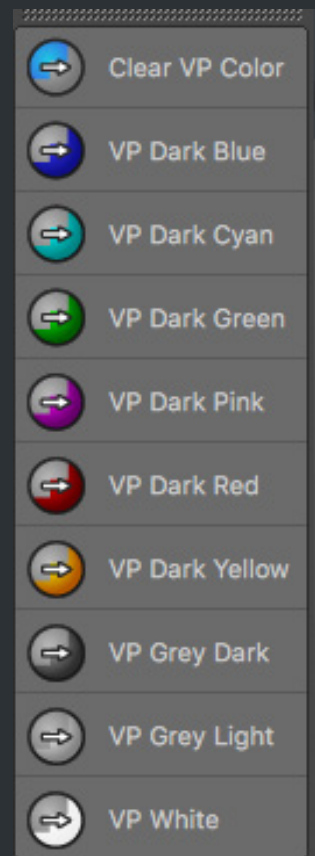 Clear VP Color
VP Dark Blue
VP Dark Cyan
VP Dark Green
VP Dark Pink
VP Dark Red
VP Dark Yellow
VP Grey Dark
VP Grey Light
VP White